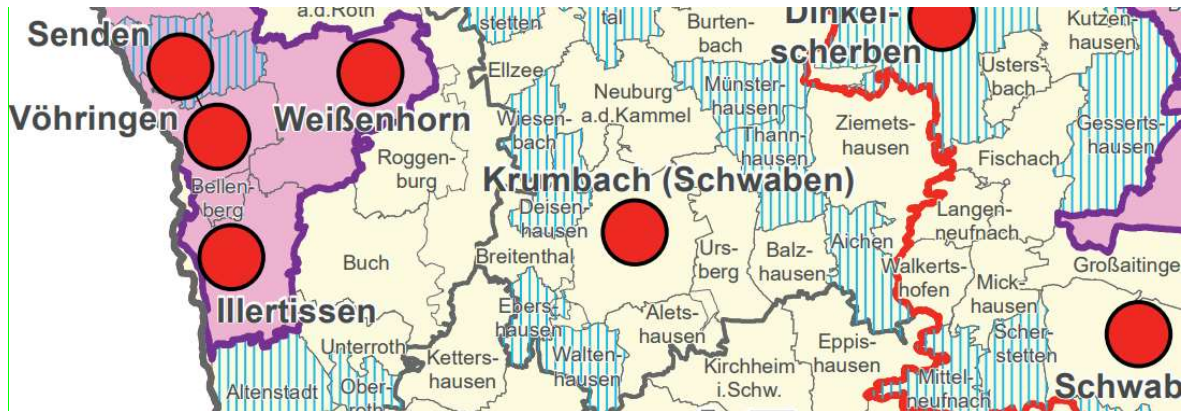 a.d.Roth
stetten
tal
Burten-
bach
Dinkel-
scherben
Kutzen-
hausen
Senden
Ellzee
Neuburg
a.d.Kammel
Münster-
hausen
Usters-
bach
Vöhringen
Weißenhorn
Wiesen-
bach
Thann-
hausen
Ziemets-
hausen
Gesserts-
hausen
Roggen-
burg
Fischach
Bellen-
berg
Krumbach (Schwaben)
Deisen-
hausen
Langen-
neufnach
Buch
Breitenthal
Urs-
berg
Balz-
hausen
Aichen
Walkerts-
hofen
Mick-
hausen
Großaitinge
Illertissen
Ebers-
hausen
Alets-
hausen
Scher-
stetten
Unterroth
Ketters-
hausen
Walten-
hausen
Kirchheim
i.Schw.
Eppis-
hausen
Altenstadt
Ober-
roth
Mittel-
neufnach
Schwab